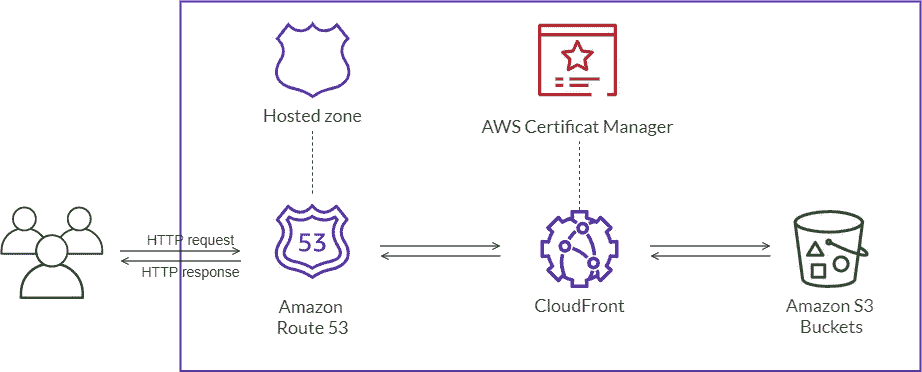 Hosted zone
AWS Certificat Manager
HTTP request
HTTP response
53
Amazon
Route 53
CloudFront
Amazon S3
Buckets